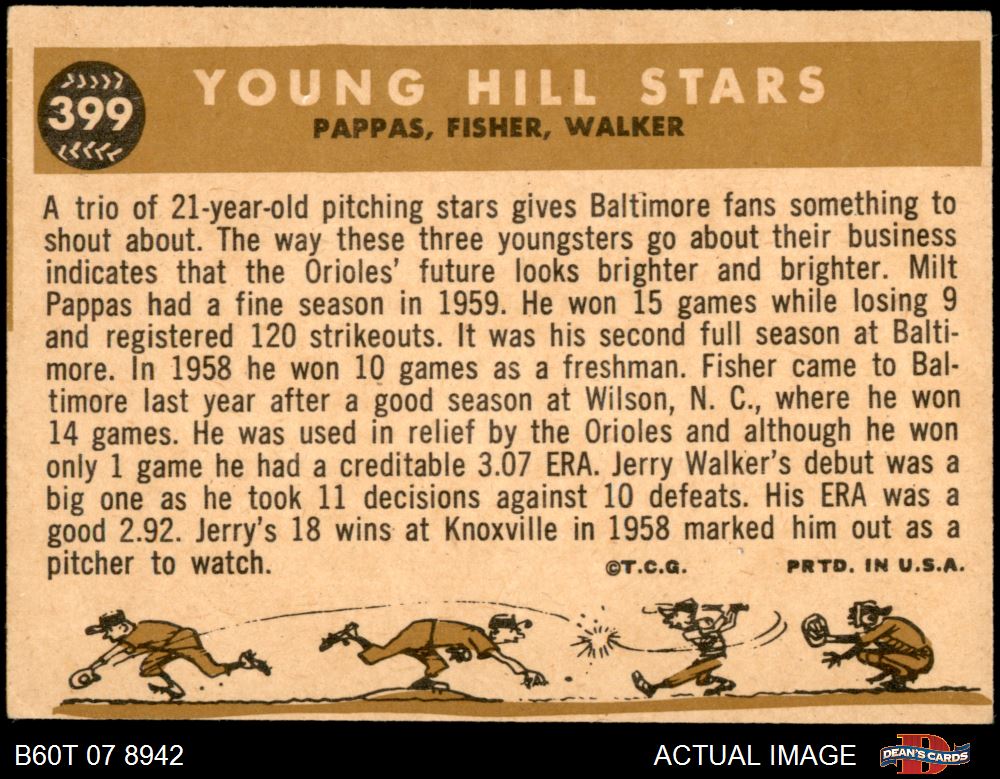 399
YOUNG HILL STARS
PAPPAS, FISHER, WALKER
A trio of 21-year-old pitching stars gives Baltimore fans something to
shout about. The way these three youngsters go about their business
indicates that the Orioles' future looks brighter and brighter. Milt
Pappas had a fine season in 1959. He won 15 games while losing 9
and registered 120 strikeouts. It was his second full season at Balti-
more. In 1958 he won 10 games as a freshman. Fisher came to Bal-
timore last year after a good season at Wilson, N. C., where he won
14 games. He was used in relief by the Orioles and although he won
only 1 game he had a creditable 3.07 ERA. Jerry Walker's debut was a
big one as he took 11 decisions against 10 defeats. His ERA was a
good 2.92. Jerry's 18 wins at Knoxville in 1958 marked him out as a
pitcher to watch.
©T.C.G. PRTD. IN U.S.A.
B60T 07 8942 ACTUAL IMAGE DEAN'S CARDS